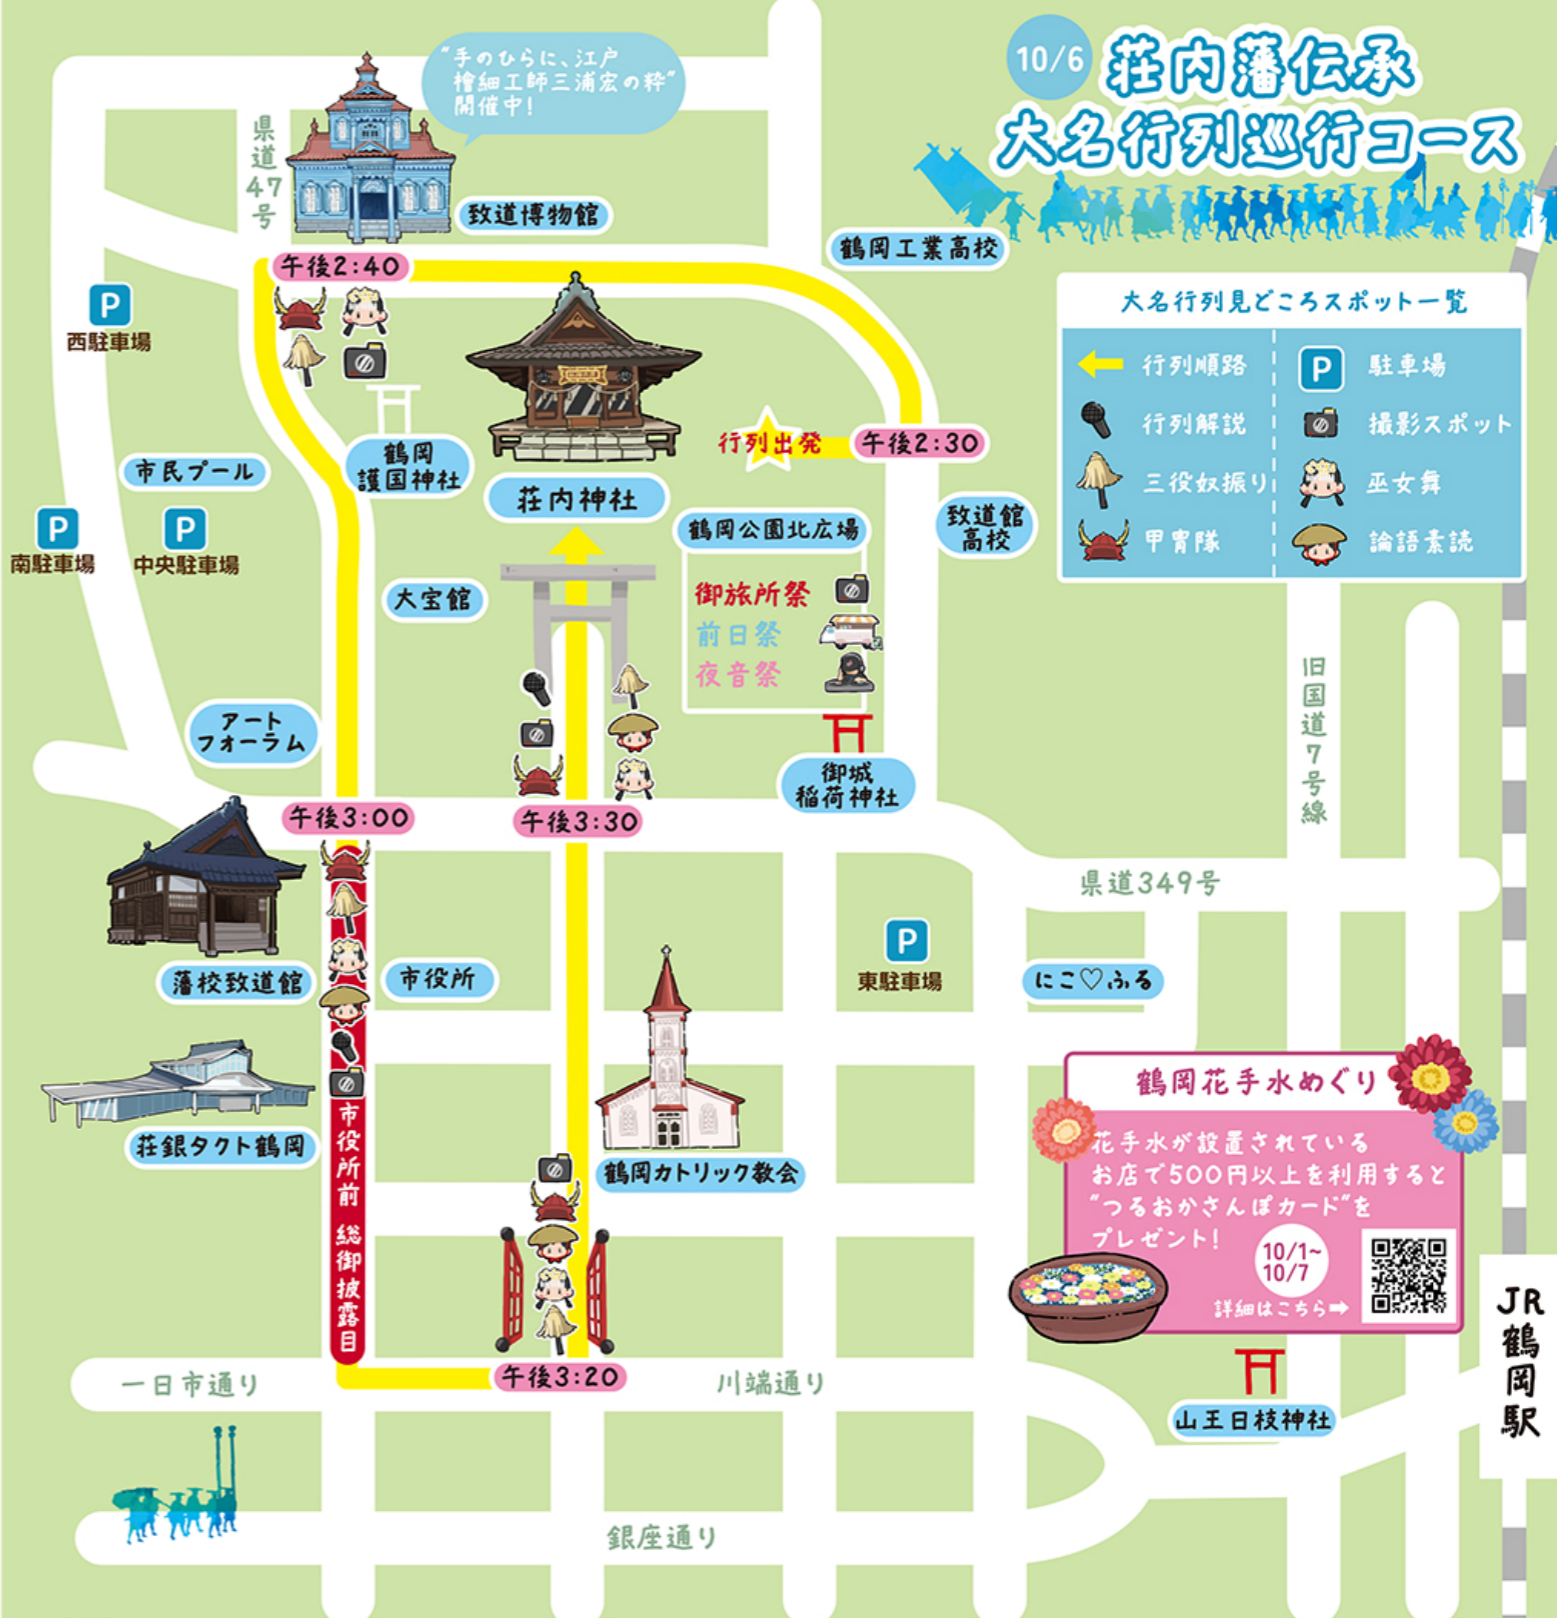 10/6
荘内藩伝承
大名行列巡行コース
"手のひらに、江戸
檜細工師三浦宏の粋"
開催中!
県道47号
致道博物館
鶴岡工業高校
午後2:40
大名行列見どころスポット一覧
行列順路
駐車場
行列解説
撮影スポット
三役奴振り
巫女舞
甲冑隊
論語素読
P
西駐車場
行列出発
午後2:30
鶴岡
護国神社
市民プール
荘内神社
致道館
高校
鶴岡公園北広場
P
南駐車場
P
中央駐車場
大宝館
御旅所祭
前日祭
夜音祭
旧国道7号線
アート
フォーラム
御城
稲荷神社
午後3:00
午後3:30
県道349号
P
東駐車場
藩校致道館
市役所
にこ♡ふる
鶴岡花手水めぐり
花手水が設置されている
お店で500円以上を利用すると
"つるおかさんぽカード"を
プレゼント!
10/1~
10/7
詳細はこちら➡
荘銀タクト鶴岡
市役所前 総御披露目
鶴岡カトリック教会
JR鶴岡駅
一日市通り
午後3:20
川端通り
山王日枝神社
銀座通り